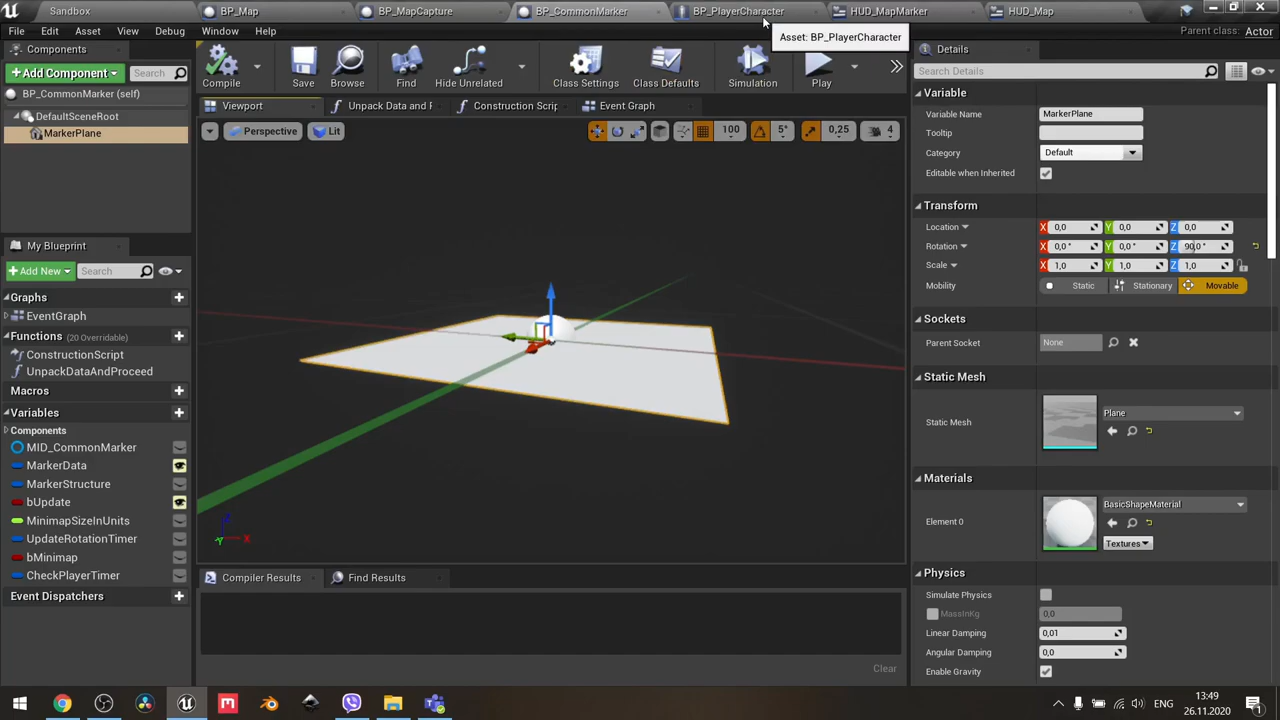 Sandbox
BP_Map
BP_MapCapture
BP_CommonMarker
BP_PlayerCharacter
HUD_MapMarker
HUD_Map
File
Edit
Asset
View
Debug
Window
Help
Asset: BP_PlayerCharacter
Parent class:
Actor
Components
Add Component
Search
BP_CommonMarker (self)
DefaultSceneRoot
MarkerPlane
Compile
Save
Browse
Find
Hide Unrelated
Class Settings
Class Defaults
Simulation
Play
Viewport
Unpack Data and F
Construction Scrip
Event Graph
Perspective
Lit
100
5°
0,25
4
X
Y
Z
My Blueprint
Add New
Search
Graphs
EventGraph
Functions (20 Overridable)
ConstructionScript
UnpackDataAndProceed
Macros
Variables
Components
MID_CommonMarker
MarkerData
MarkerStructure
bUpdate
MinimapSizeInUnits
UpdateRotationTimer
bMinimap
CheckPlayerTimer
Event Dispatchers
Compiler Results
Find Results
Clear
Details
Search Details
Variable
Variable Name MarkerPlane
Tooltip
Category Default
Editable when Inherited
Transform
Location X 0,0 Y 0,0 Z 0,0
Rotation X 0,0 ° Y 0,0 ° Z 90,0 °
Scale X 1,0 Y 1,0 Z 1,0
Mobility Static Stationary Movable
Sockets
Parent Socket None
Static Mesh
Static Mesh Plane
Materials
Element 0 BasicShapeMaterial
Textures
Physics
Simulate Physics
MassInKg 0,0
Linear Damping 0,01
Angular Damping 0,0
Enable Gravity
ENG
13:49
26.11.2020
1